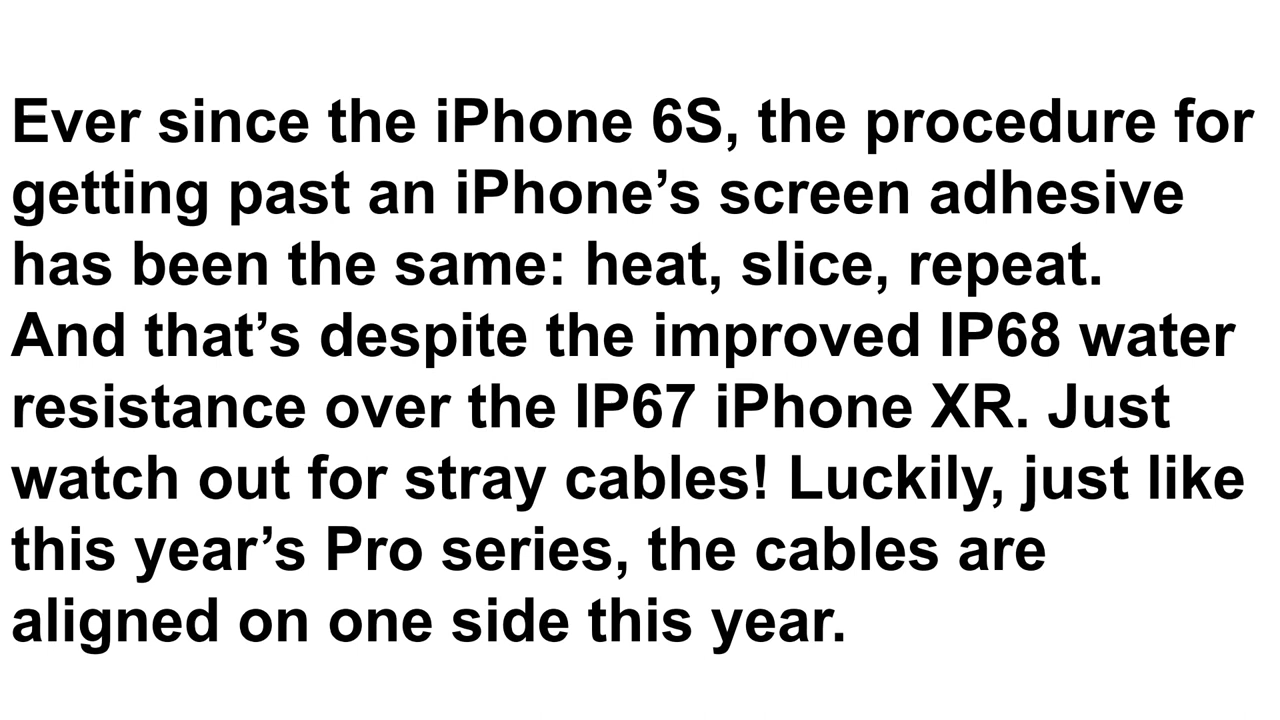 Ever since the iPhone 6S, the procedure for
getting past an iPhone’s screen adhesive
has been the same: heat, slice, repeat.
And that’s despite the improved IP68 water
resistance over the IP67 iPhone XR. Just
watch out for stray cables! Luckily, just like
this year’s Pro series, the cables are
aligned on one side this year.